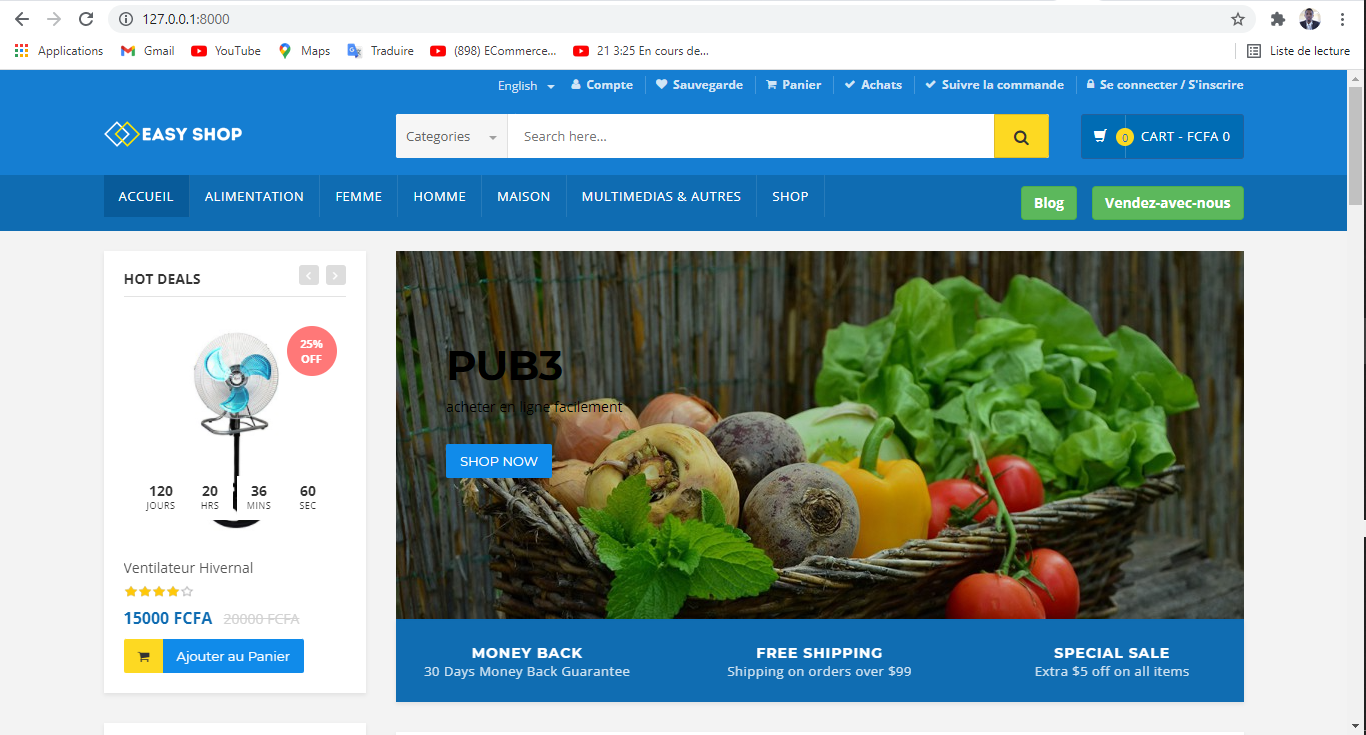 127.0.0.1:8000
Applications Gmail YouTube Maps Traduire (898) ECommerce... 21 3:25 En cours de... Liste de lecture
English Compte Sauvegarde Panier Achats Suivre la commande Se connecter / S'inscrire
EASY SHOP Categories Search here... 0 CART - FCFA 0
ACCUEIL ALIMENTATION FEMME HOMME MAISON MULTIMEDIAS & AUTRES SHOP Blog Vendez-avec-nous
HOT DEALS
25%
OFF
120 20 36 60
JOURS HRS MINS SEC
Ventilateur Hivernal
15000 FCFA 20000 FCFA
Ajouter au Panier
PUB3
acheter en ligne facilement
SHOP NOW
MONEY BACK
30 Days Money Back Guarantee
FREE SHIPPING
Shipping on orders over $99
SPECIAL SALE
Extra $5 off on all items